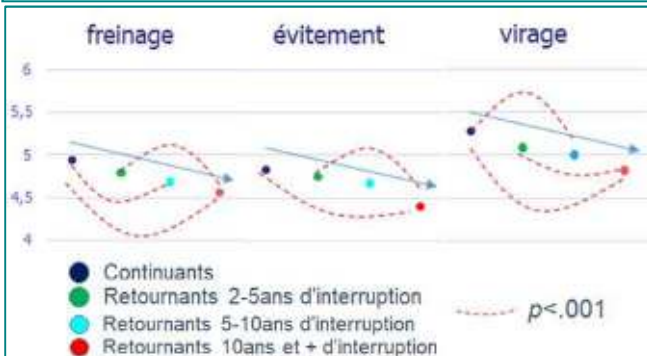 freinage évitement virage
6
5,5
5
4,5
4
Continuants
Retournants 2-5ans d'interruption
Retournants 5-10ans d'interruption
Retournants 10ans et + d'interruption
p<.001